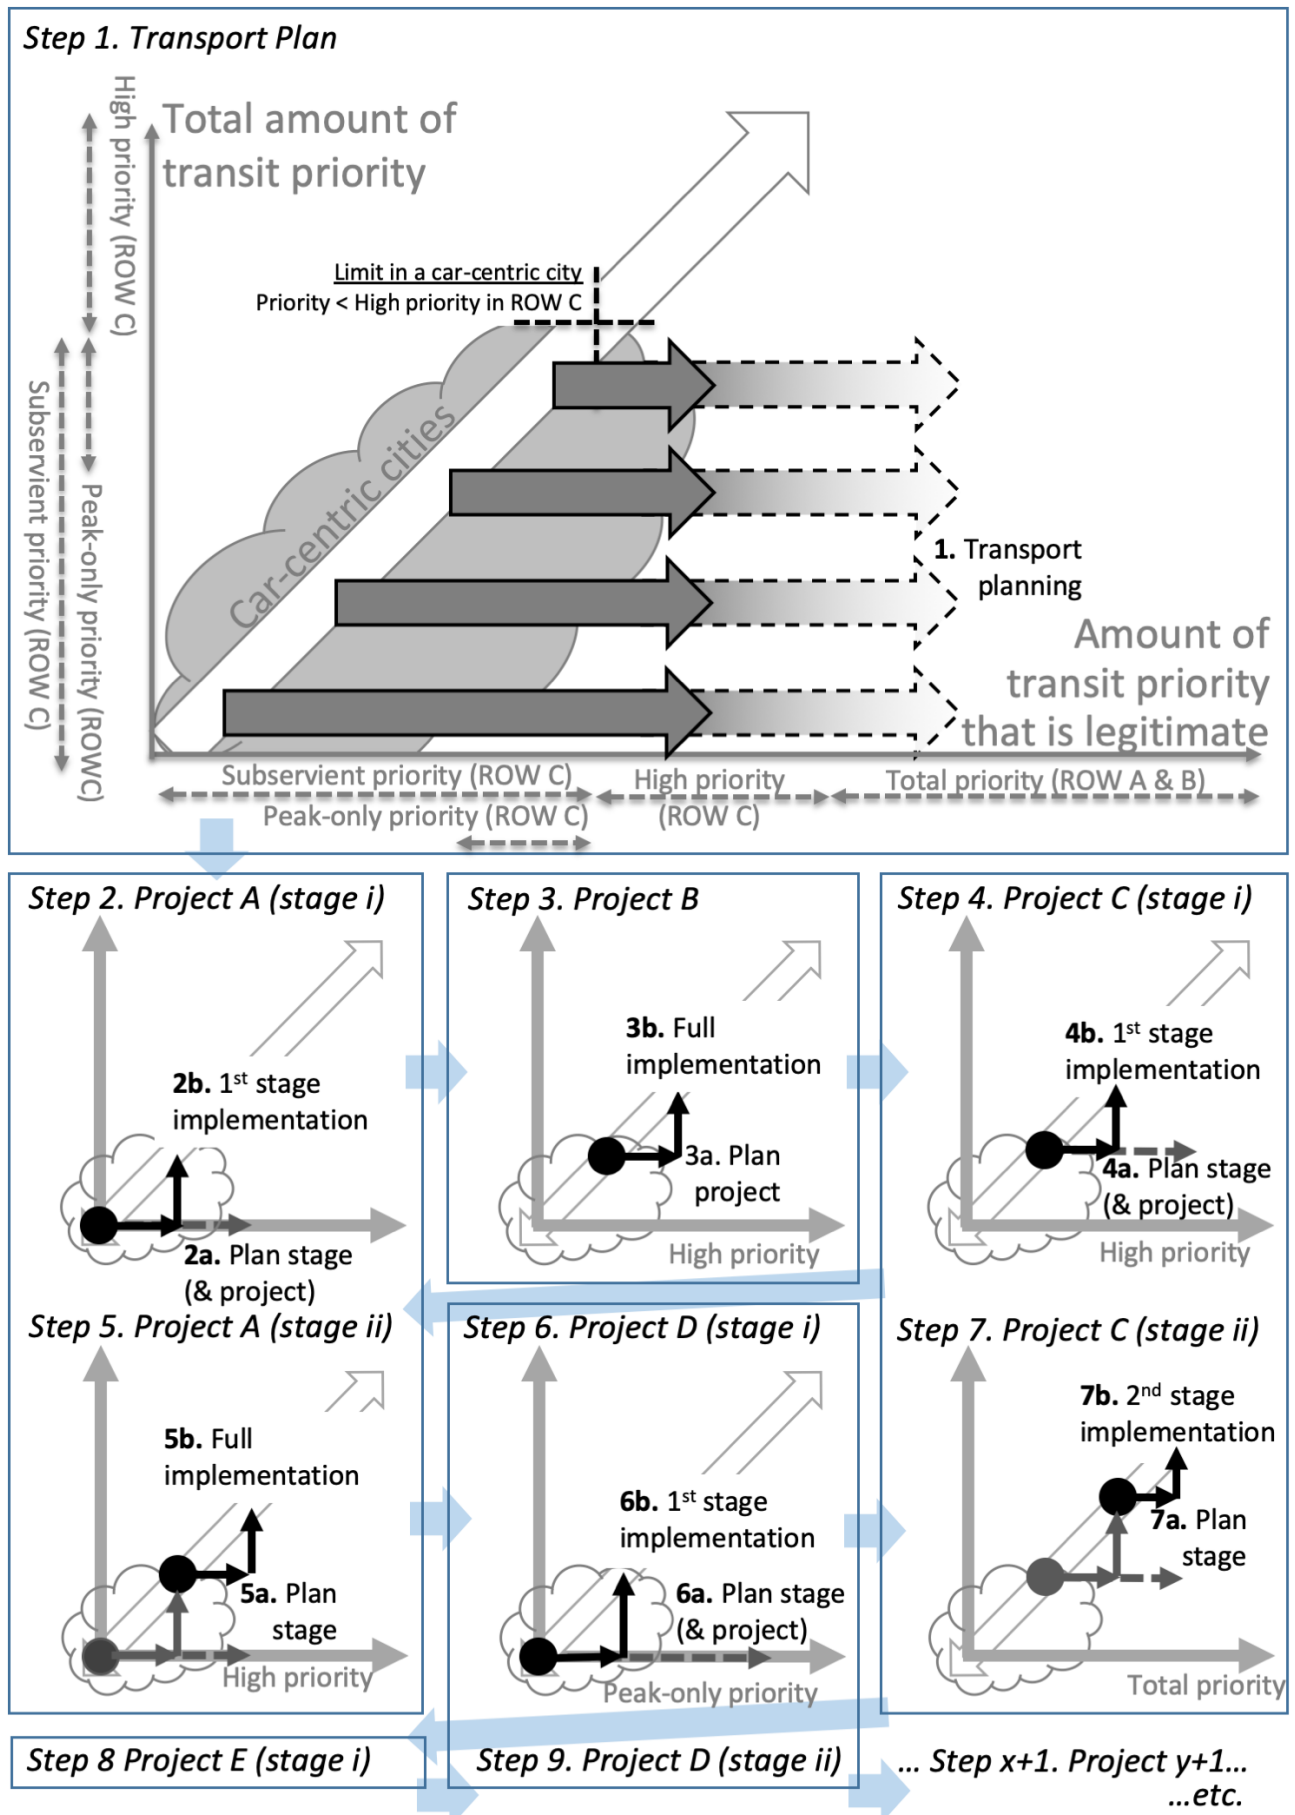 Step 1. Transport Plan
High priority (ROW C)
Total amount of
transit priority
Limit in a car-centric city
Priority < High priority in ROW C
Subservient priority (ROW C)
Peak-only priority (ROWC)
Car-centric cities
1. Transport
planning
Amount of
transit priority
that is legitimate
Subservient priority (ROW C)
High priority
(ROW C)
Total priority (ROW A & B)
Peak-only priority (ROW C)
Step 2. Project A (stage i)
2b. 1st stage
implementation
2a. Plan stage
(& project)
Step 3. Project B
3b. Full
implementation
3a. Plan
project
High priority
Step 4. Project C (stage i)
4b. 1st stage
implementation
4a. Plan stage
(& project)
High priority
Step 5. Project A (stage ii)
5b. Full
implementation
5a. Plan
stage
High priority
Step 6. Project D (stage i)
6b. 1st stage
implementation
6a. Plan stage
(& project)
Peak-only priority
Step 7. Project C (stage ii)
7b. 2nd stage
implementation
7a. Plan
stage
Total priority
Step 8 Project E (stage i)
Step 9. Project D (stage ii)
... Step x+1. Project y+1...
...etc.